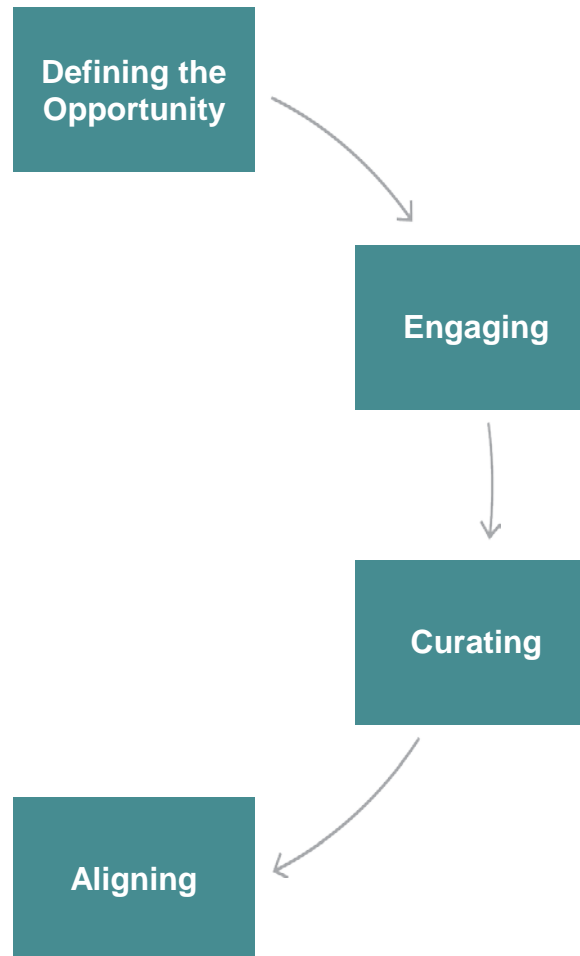 Defining the
Opportunity
Engaging
Curating
Aligning